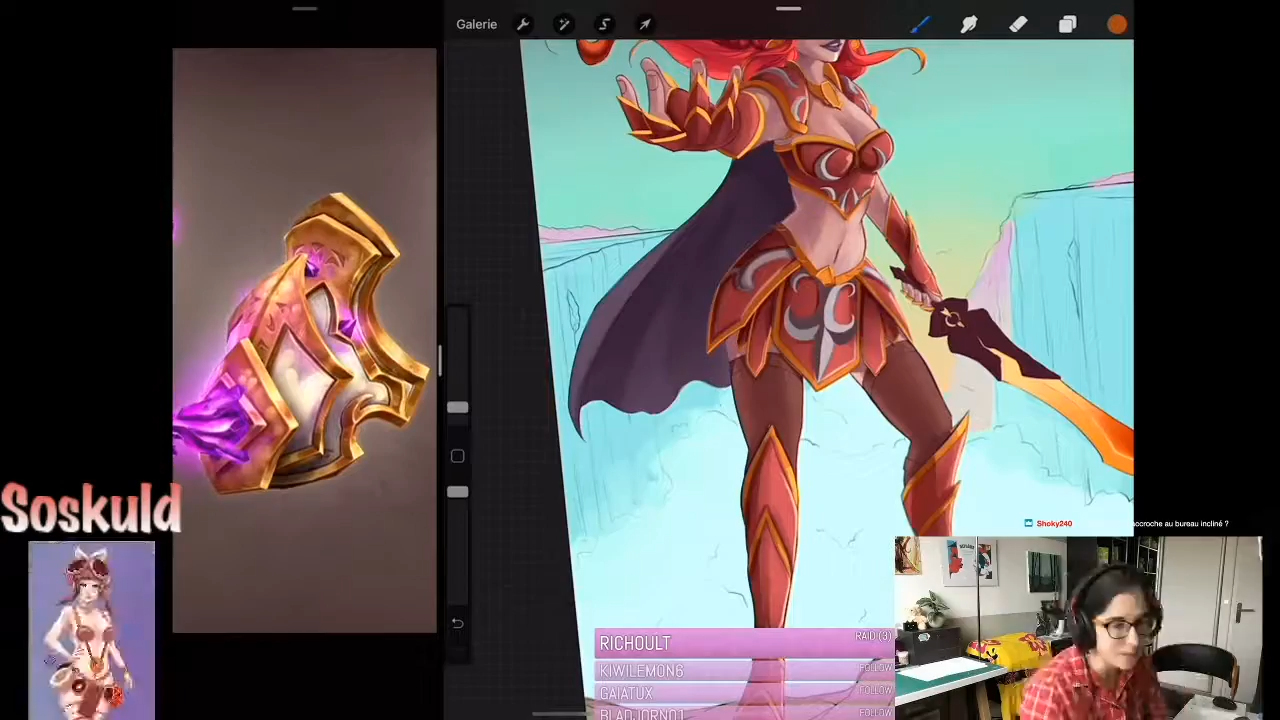 Galerie
Soskuld
Shoky240 accroche au bureau incliné ?
RICHOULT RAID (3)
KIWILEMON6 FOLLOW
GAIATUX FOLLOW
FOLLOW